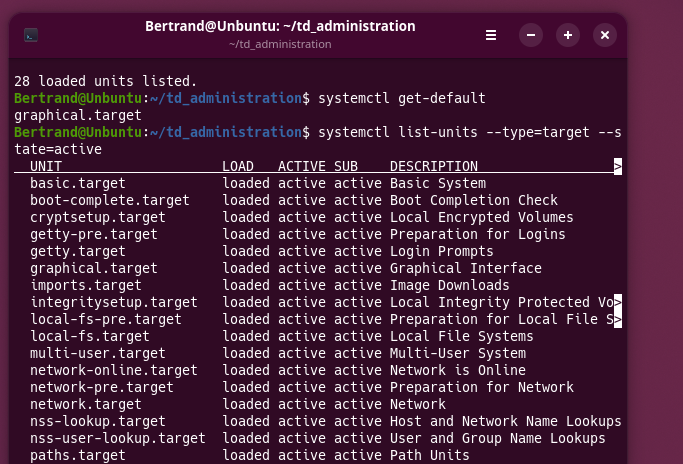 Bertrand@Unbuntu: ~/td_administration
~/td_administration
28 loaded units listed.
Bertrand@Unbuntu:~/td_administration$ systemctl get-default
graphical.target
Bertrand@Unbuntu:~/td_administration$ systemctl list-units --type=target --s
tate=active
UNIT LOAD ACTIVE SUB DESCRIPTION >
basic.target loaded active active Basic System
boot-complete.target loaded active active Boot Completion Check
cryptsetup.target loaded active active Local Encrypted Volumes
getty-pre.target loaded active active Preparation for Logins
getty.target loaded active active Login Prompts
graphical.target loaded active active Graphical Interface
imports.target loaded active active Image Downloads
integritysetup.target loaded active active Local Integrity Protected Vo>
local-fs-pre.target loaded active active Preparation for Local File S>
local-fs.target loaded active active Local File Systems
multi-user.target loaded active active Multi-User System
network-online.target loaded active active Network is Online
network-pre.target loaded active active Preparation for Network
network.target loaded active active Network
nss-lookup.target loaded active active Host and Network Name Lookups
nss-user-lookup.target loaded active active User and Group Name Lookups
paths.target loaded active active Path Units